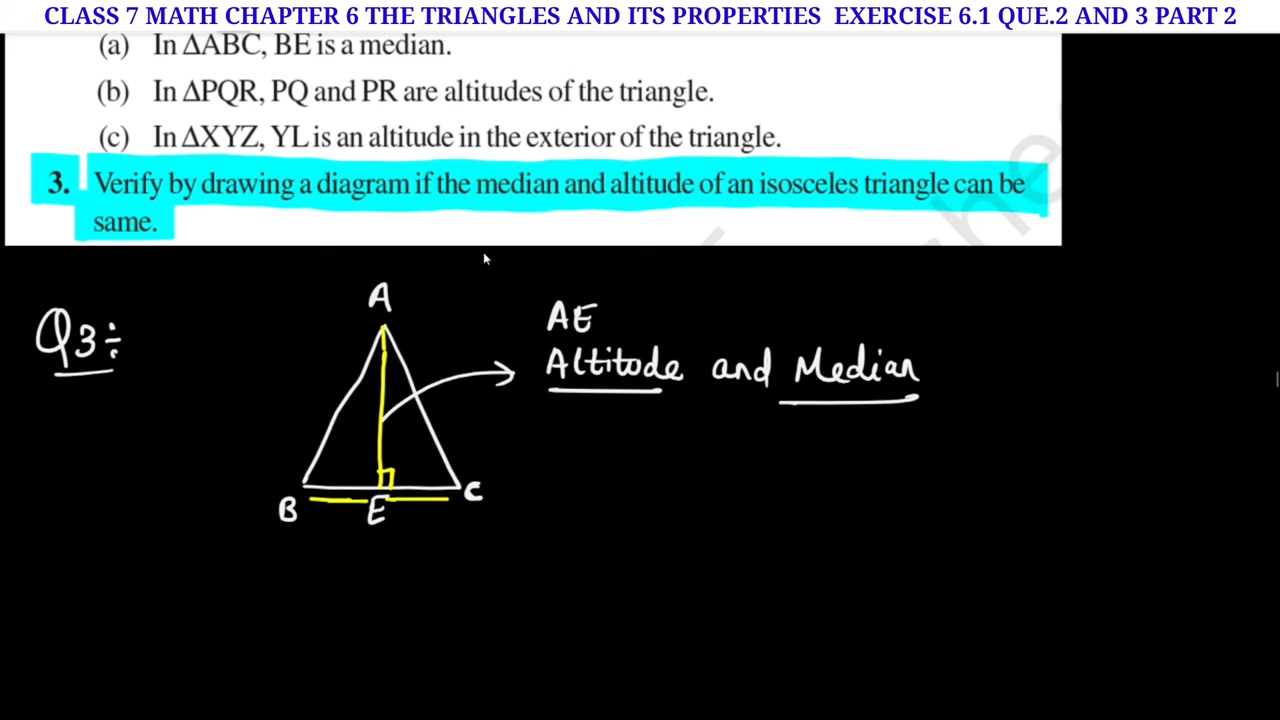 CLASS 7 MATH CHAPTER 6 THE TRIANGLES AND ITS PROPERTIES EXERCISE 6.1 QUE.2 AND 3 PART 2
(a) In ΔABC, BE is a median.
(b) In ΔPQR, PQ and PR are altitudes of the triangle.
(c) In ΔXYZ, YL is an altitude in the exterior of the triangle.
3. Verify by drawing a diagram if the median and altitude of an isosceles triangle can be
same.
Q3÷
A
AE
Altitode and Median
B E C